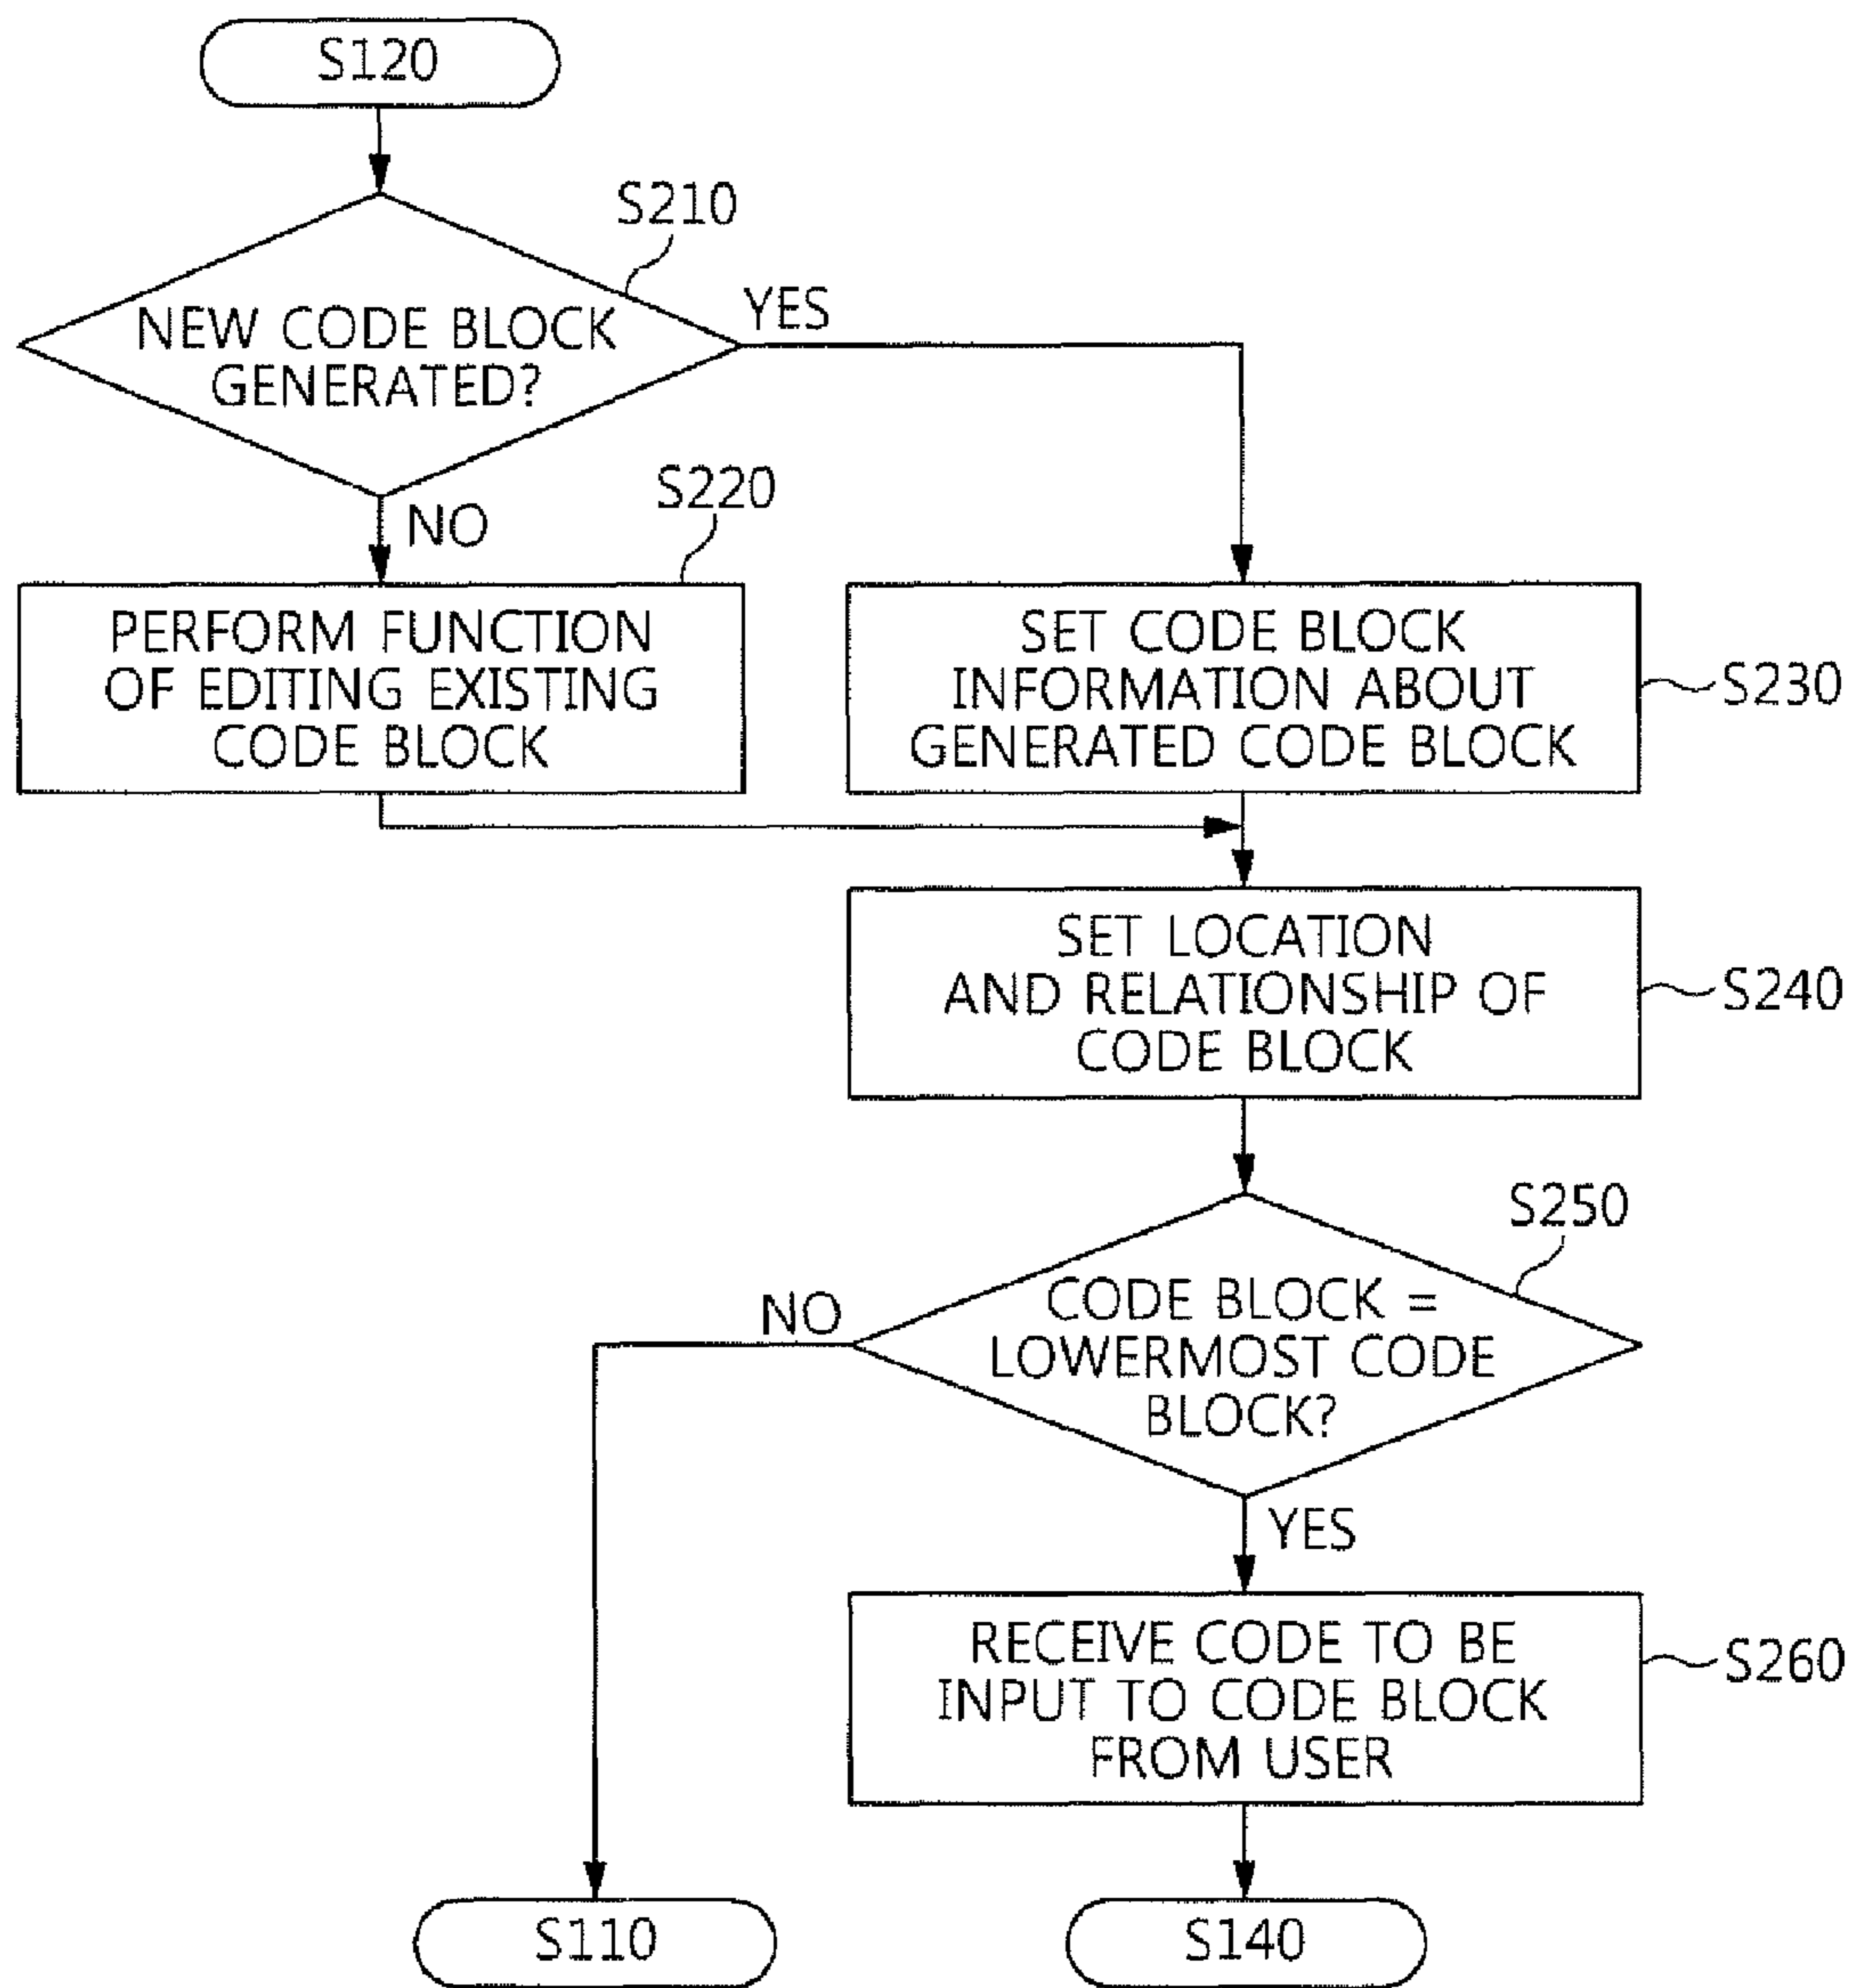 S120
S210
NEW CODE BLOCK
GENERATED?
YES
NO
S220
PERFORM FUNCTION
OF EDITING EXISTING
CODE BLOCK
SET CODE BLOCK
INFORMATION ABOUT
GENERATED CODE BLOCK
S230
SET LOCATION
AND RELATIONSHIP OF
CODE BLOCK
S240
S250
CODE BLOCK =
LOWERMOST CODE
BLOCK?
NO
YES
RECEIVE CODE TO BE
INPUT TO CODE BLOCK
FROM USER
S260
S110
S140